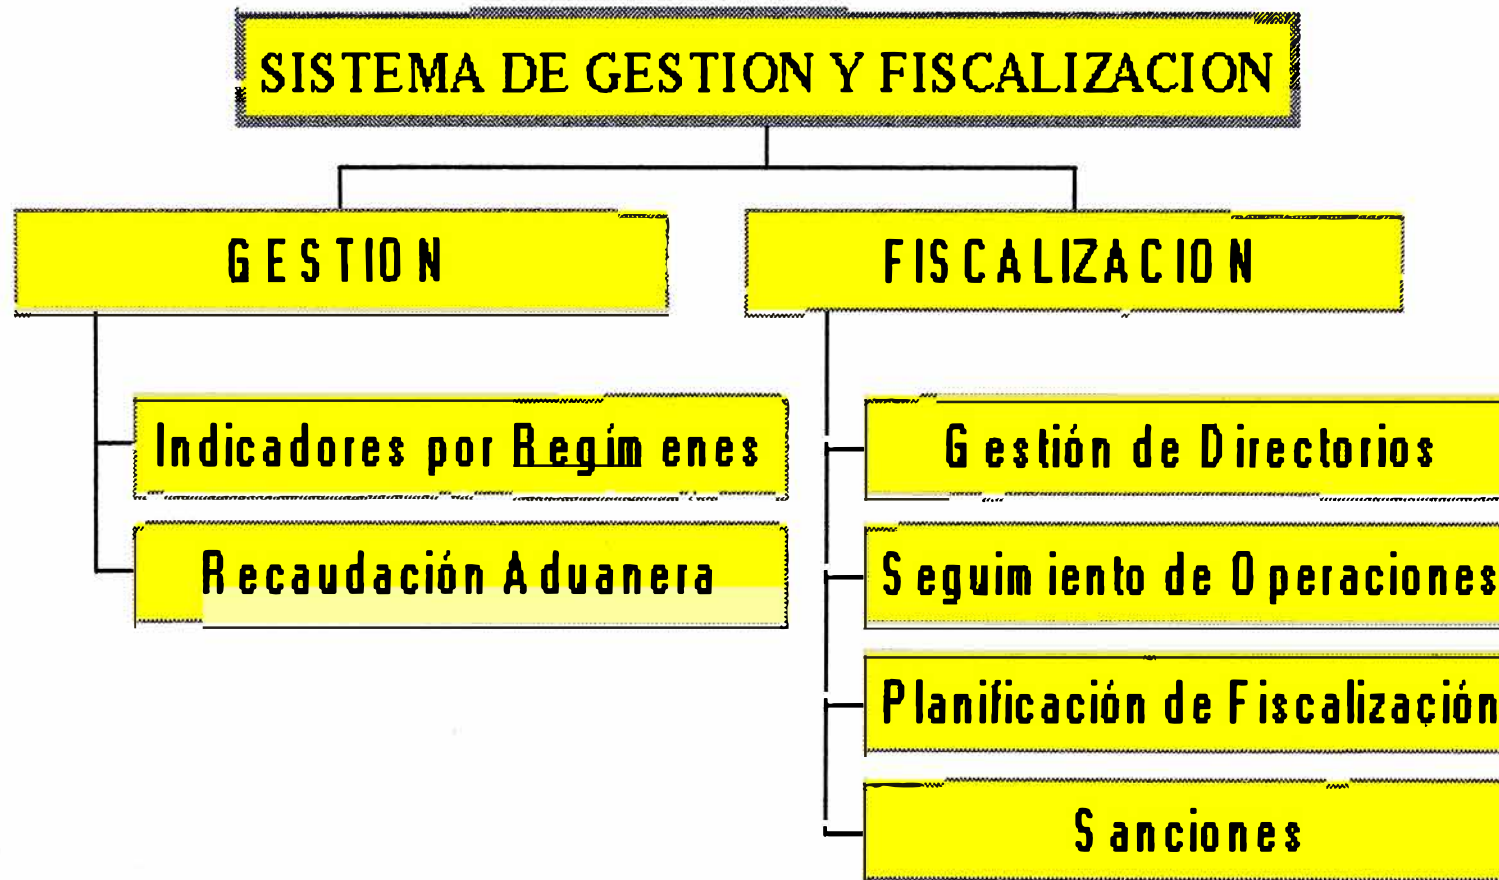 SISTEMA DE GESTION Y FISCALIZACION
GESTION
FISCALIZACION
Indicadores por Regímenes
Recaudación Aduanera
Gestión de Directorios
Seguimiento de Operaciones
Planificación de Fiscalización
Sanciones